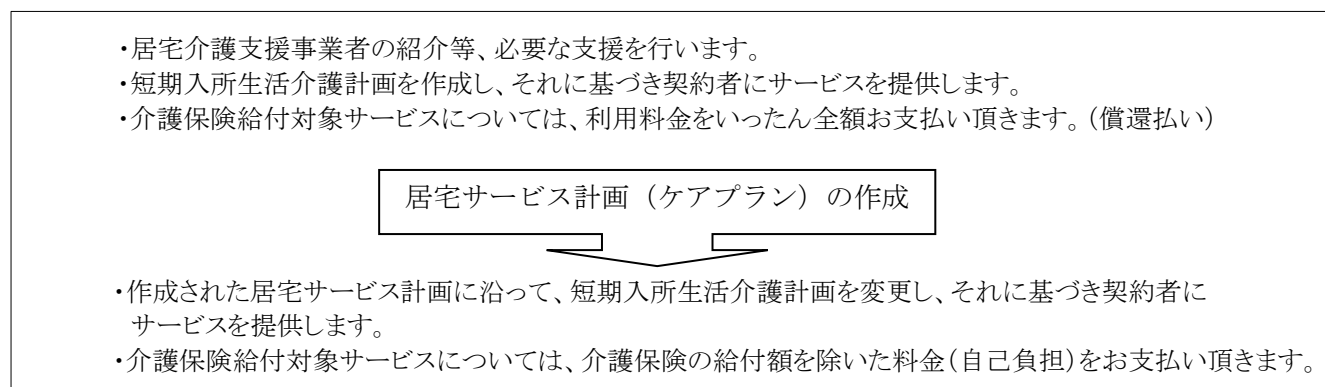 ・居宅介護支援事業者の紹介等、必要な支援を行います。
・短期入所生活介護計画を作成し、それに基づき契約者にサービスを提供します。
・介護保険給付対象サービスについては、利用料金をいったん全額お支払い頂きます。(償還払い)
居宅サービス計画（ケアプラン）の作成
・作成された居宅サービス計画に沿って、短期入所生活介護計画を変更し、それに基づき契約者に
サービスを提供します。
・介護保険給付対象サービスについては、介護保険の給付額を除いた料金(自己負担)をお支払い頂きます。